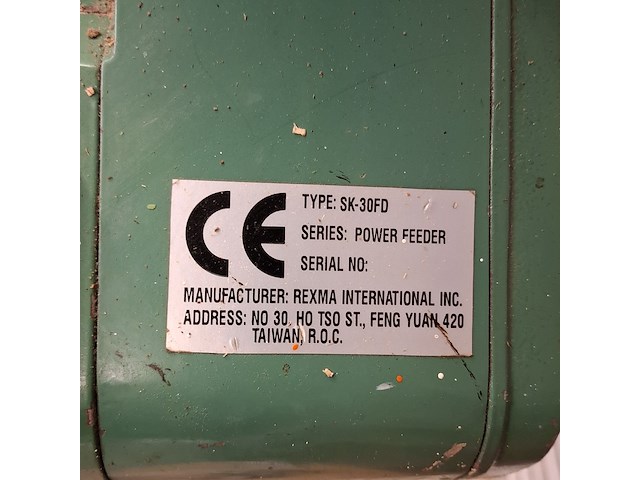 CE
TYPE: SK-30FD
SERIES: POWER FEEDER
SERIAL NO:
MANUFACTURER: REXMA INTERNATIONAL INC.
ADDRESS: NO 30, HO TSO ST., FENG YUAN 420
TAIWAN, R.O.C.